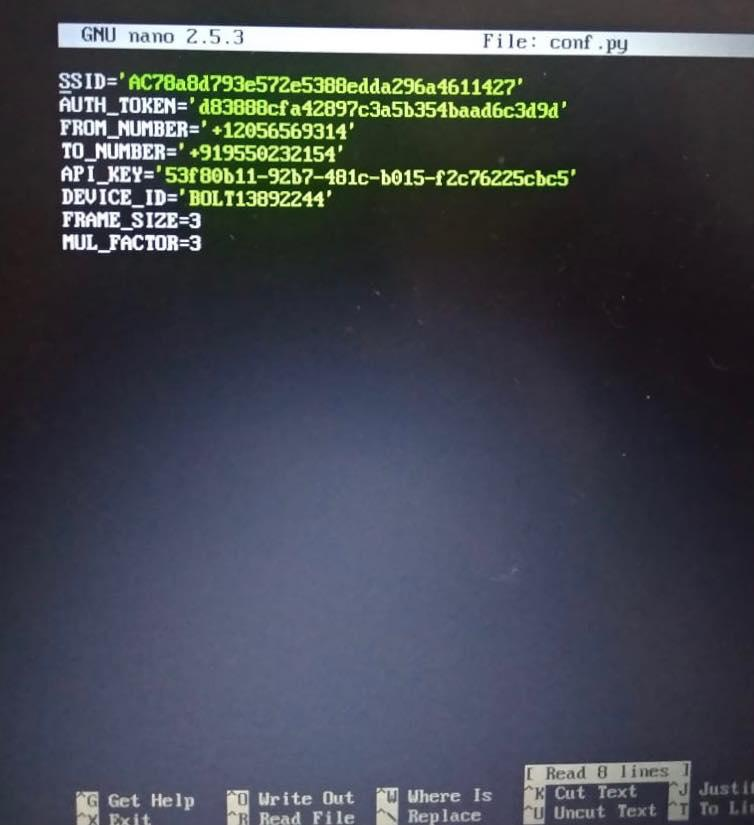 GNU nano 2.5.3 File: conf.py
SSID='AC78a8d793e572e5388edda296a4611427'
AUTH_TOKEN='d83888cfa42897c3a5b354baad6c3d9d'
FROM_NUMBER='+12056569314'
TO_NUMBER='+919550232154'
API_KEY='53f80b11-92b7-481c-b015-f2c76225cbc5'
DEVICE_ID='BOLT13892244'
FRAME_SIZE=3
MUL_FACTOR=3
[ Read 8 lines ]
^G Get Help ^O Write Out ^W Where Is ^K Cut Text ^J
^X Exit ^R Read File ^\ Replace ^U Uncut Text ^T To